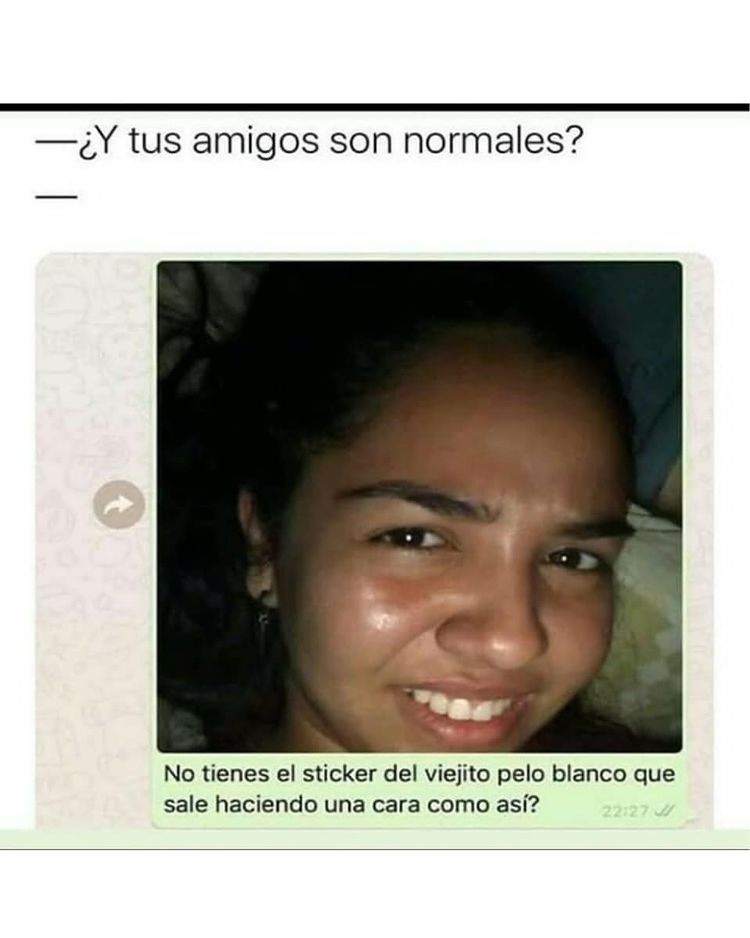 —¿Y tus amigos son normales?
—
No tienes el sticker del viejito pelo blanco que
sale haciendo una cara como así?
22:27